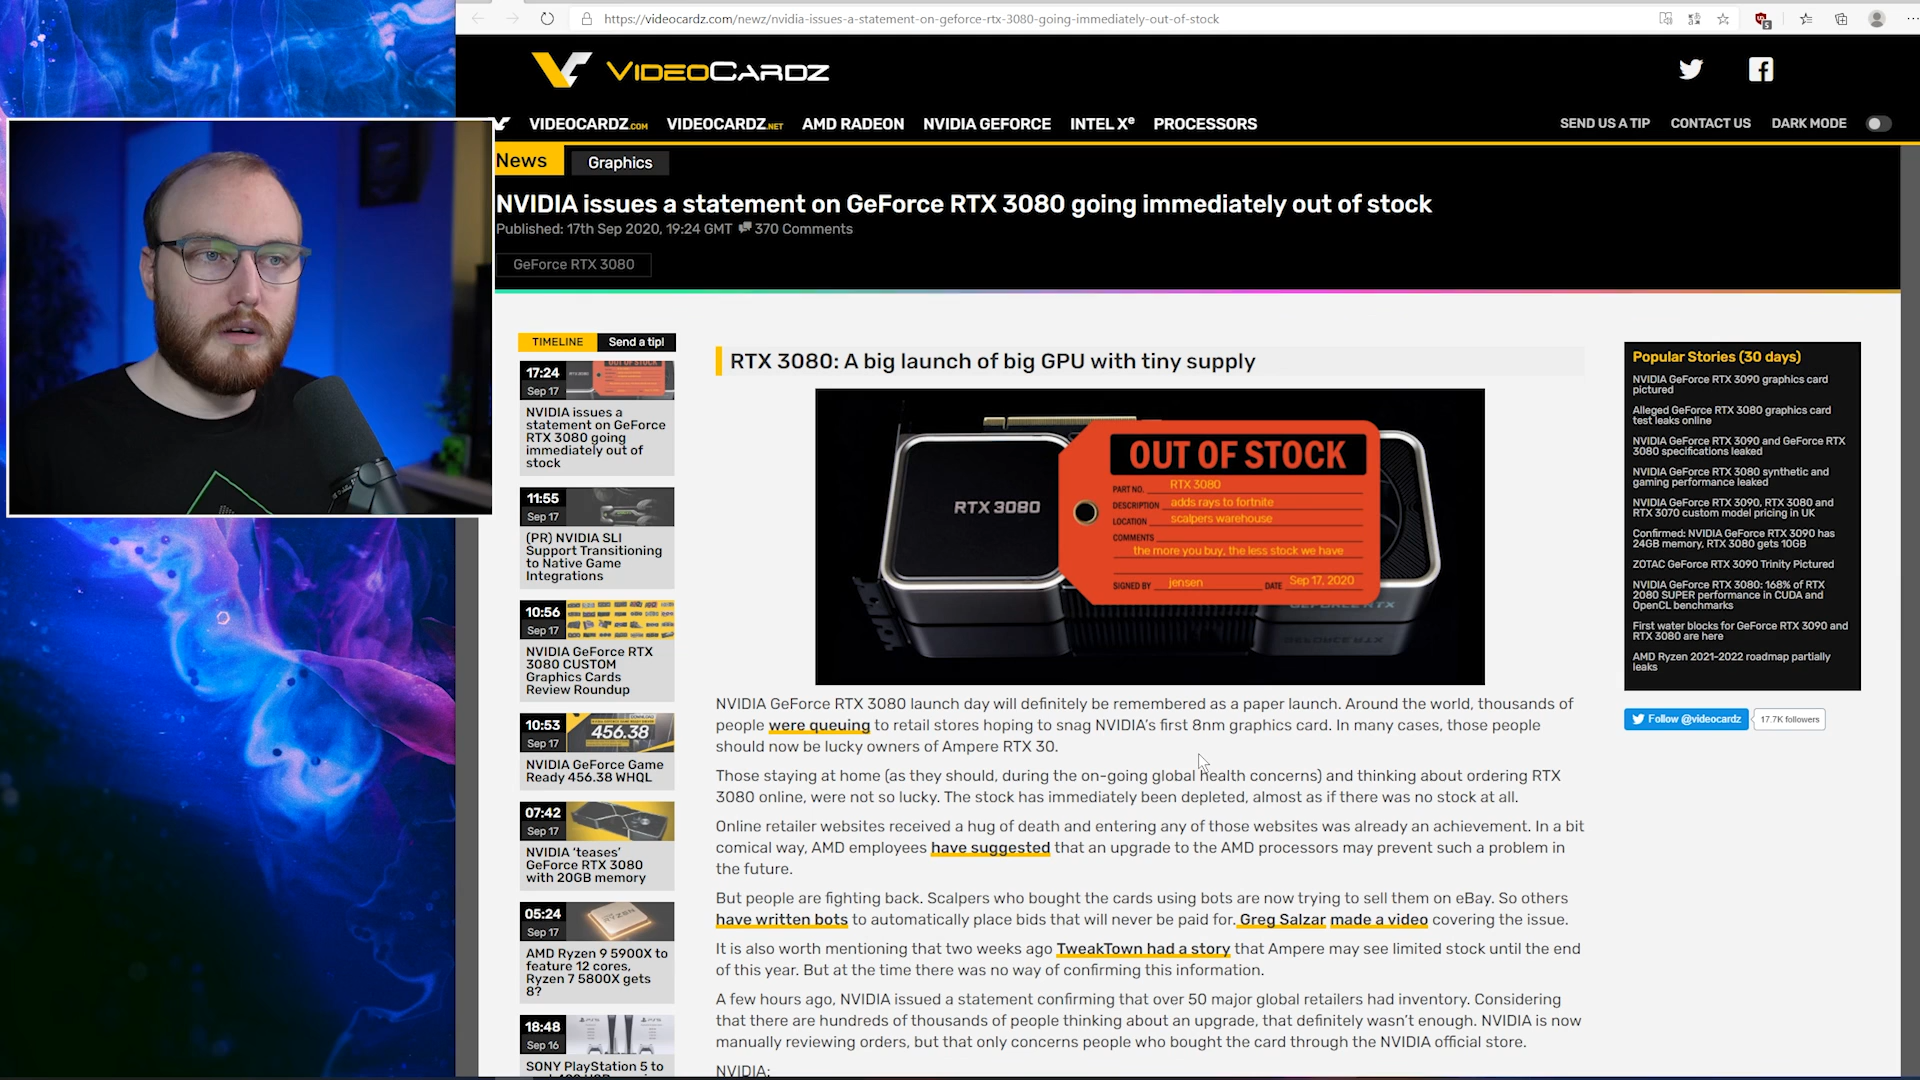 https://videocardz.com/newz/nvidia-issues-a-statement-on-geforce-rtx-3080-going-immediately-out-of-stock
5
VIDEOCARDZ
VIDEOCARDZ.COM VIDEOCARDZ.NET AMD RADEON NVIDIA GEFORCE INTEL Xe PROCESSORS SEND US A TIP CONTACT US DARK MODE
News Graphics
NVIDIA issues a statement on GeForce RTX 3080 going immediately out of stock
Published: 17th Sep 2020, 19:24 GMT 370 Comments
GeForce RTX 3080
TIMELINE Send a tip!
17:24
Sep 17
NVIDIA issues a
statement on GeForce
RTX 3080 going
immediately out of
stock
11:55
Sep 17
(PR) NVIDIA SLI
Support Transitioning
to Native Game
Integrations
10:56
Sep 17
NVIDIA GeForce RTX
3080 CUSTOM
Graphics Cards
Review Roundup
10:53
Sep 17
456.38
NVIDIA GeForce Game
Ready 456.38 WHQL
07:42
Sep 17
NVIDIA ‘teases’
GeForce RTX 3080
with 20GB memory
05:24
Sep 17
RYZEN
AMD Ryzen 9 5900X to
feature 12 cores,
Ryzen 7 5800X gets
8?
18:48
Sep 16
SONY PlayStation 5 to
RTX 3080: A big launch of big GPU with tiny supply
RTX 3080
OUT OF STOCK
PART NO. RTX 3080
DESCRIPTION adds rays to fortnite
LOCATION scalpers warehouse
COMMENTS
the more you buy, the less stock we have
SIGNED BY jensen DATE Sep 17, 2020
GEFORCE RTX
NVIDIA GeForce RTX 3080 launch day will definitely be remembered as a paper launch. Around the world, thousands of
people were queuing to retail stores hoping to snag NVIDIA’s first 8nm graphics card. In many cases, those people
should now be lucky owners of Ampere RTX 30.
Those staying at home (as they should, during the on-going global health concerns) and thinking about ordering RTX
3080 online, were not so lucky. The stock has immediately been depleted, almost as if there was no stock at all.
Online retailer websites received a hug of death and entering any of those websites was already an achievement. In a bit
comical way, AMD employees have suggested that an upgrade to the AMD processors may prevent such a problem in
the future.
But people are fighting back. Scalpers who bought the cards using bots are now trying to sell them on eBay. So others
have written bots to automatically place bids that will never be paid for. Greg Salzar made a video covering the issue.
It is also worth mentioning that two weeks ago TweakTown had a story that Ampere may see limited stock until the end
of this year. But at the time there was no way of confirming this information.
A few hours ago, NVIDIA issued a statement confirming that over 50 major global retailers had inventory. Considering
that there are hundreds of thousands of people thinking about an upgrade, that definitely wasn’t enough. NVIDIA is now
manually reviewing orders, but that only concerns people who bought the card through the NVIDIA official store.
NVIDIA:
Popular Stories (30 days)
NVIDIA GeForce RTX 3090 graphics card
pictured
Alleged GeForce RTX 3080 graphics card
test leaks online
NVIDIA GeForce RTX 3090 and GeForce RTX
3080 specifications leaked
NVIDIA GeForce RTX 3080 synthetic and
gaming performance leaked
NVIDIA GeForce RTX 3090, RTX 3080 and
RTX 3070 custom model pricing in UK
Confirmed: NVIDIA GeForce RTX 3090 has
24GB memory, RTX 3080 gets 10GB
ZOTAC GeForce RTX 3090 Trinity Pictured
NVIDIA GeForce RTX 3080: 168% of RTX
2080 SUPER performance in CUDA and
OpenCL benchmarks
First water blocks for GeForce RTX 3090 and
RTX 3080 are here
AMD Ryzen 2021-2022 roadmap partially
leaks
Follow @videocardz 17.7K followers